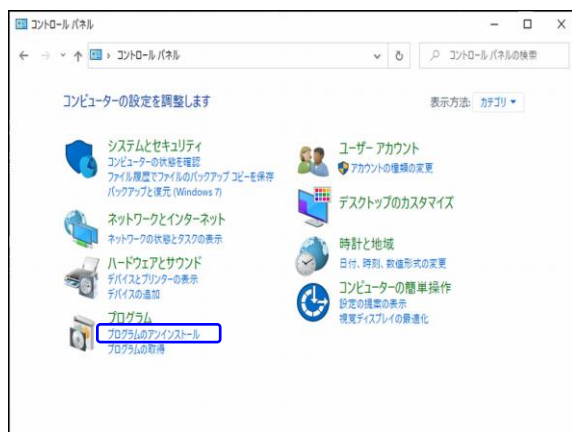 コントロール パネル
コントロール パネル
コントロール パネルの検索
コンピューターの設定を調整します
表示方法: カテゴリ
システムとセキュリティ
コンピューターの状態を確認
ファイル履歴でファイルのバックアップ コピーを保存
バックアップと復元 (Windows 7)
ネットワークとインターネット
ネットワークの状態とタスクの表示
ハードウェアとサウンド
デバイスとプリンターの表示
デバイスの追加
プログラム
プログラムのアンインストール
プログラムの取得
ユーザー アカウント
アカウントの種類の変更
デスクトップのカスタマイズ
時計と地域
日付、時刻、数値形式の変更
コンピューターの簡単操作
設定の提案の表示
視覚ディスプレイの最適化